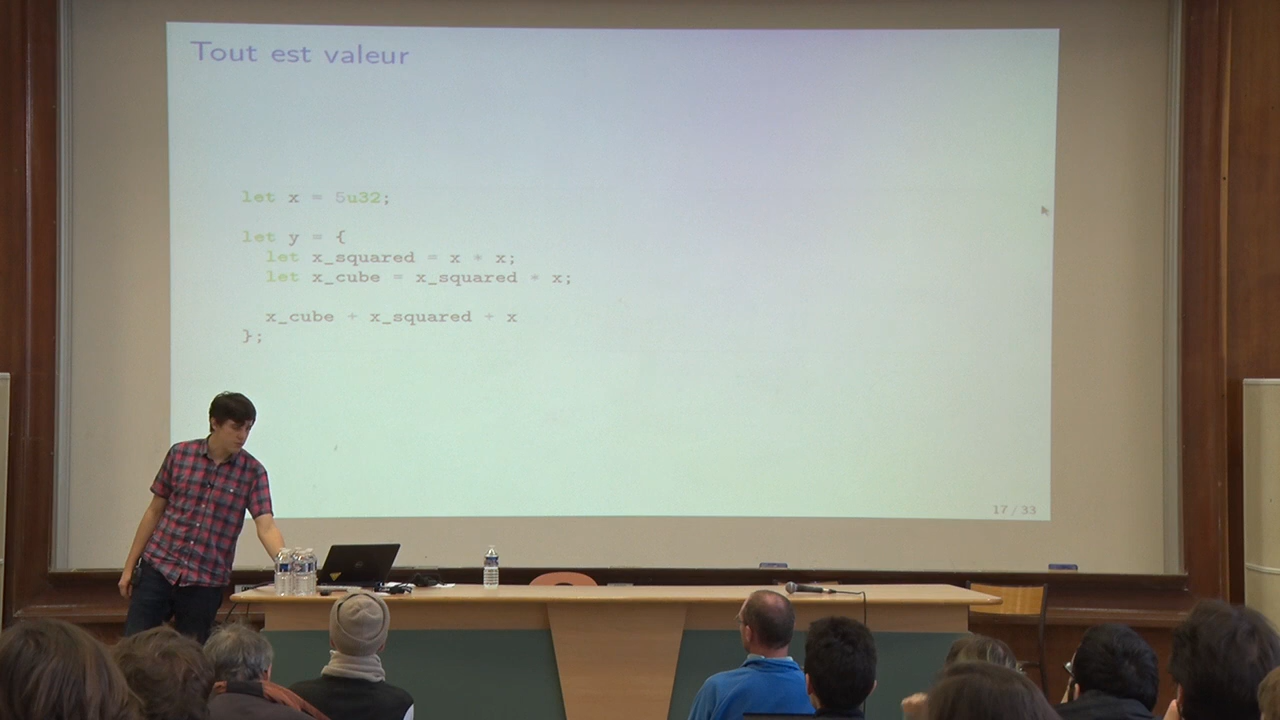 Tout est valeur
let x = 5u32;
let y = {
let x_squared = x * x;
let x_cube = x_squared * x;
x_cube + x_squared + x
};
17 / 33